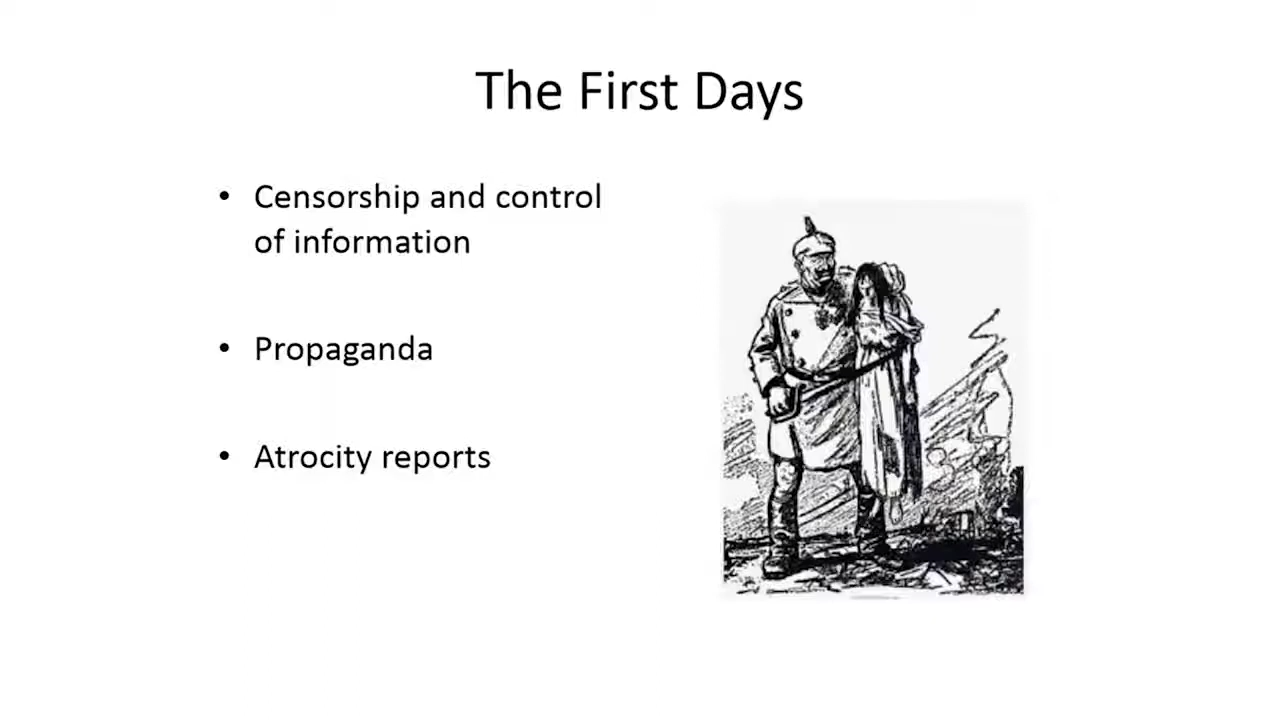 The First Days
• Censorship and control
of information
• Propaganda
• Atrocity reports